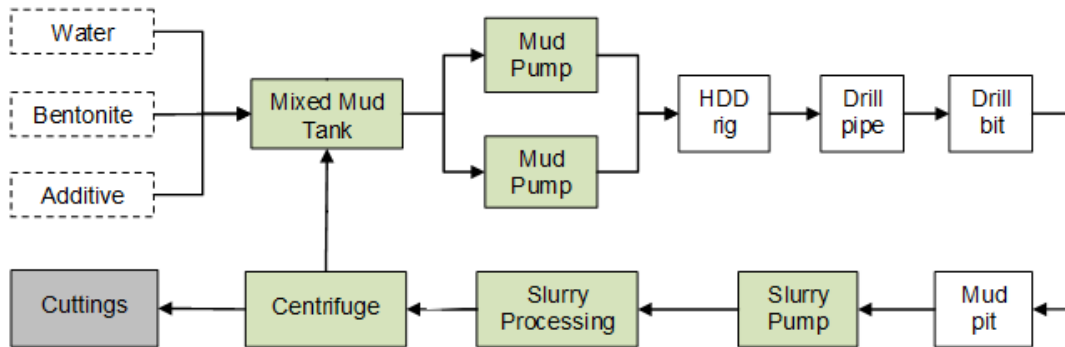 Water
Bentonite
Additive
Mixed Mud
Tank
Mud
Pump
Mud
Pump
HDD
rig
Drill
pipe
Drill
bit
Cuttings
Centrifuge
Slurry
Processing
Slurry
Pump
Mud
pit